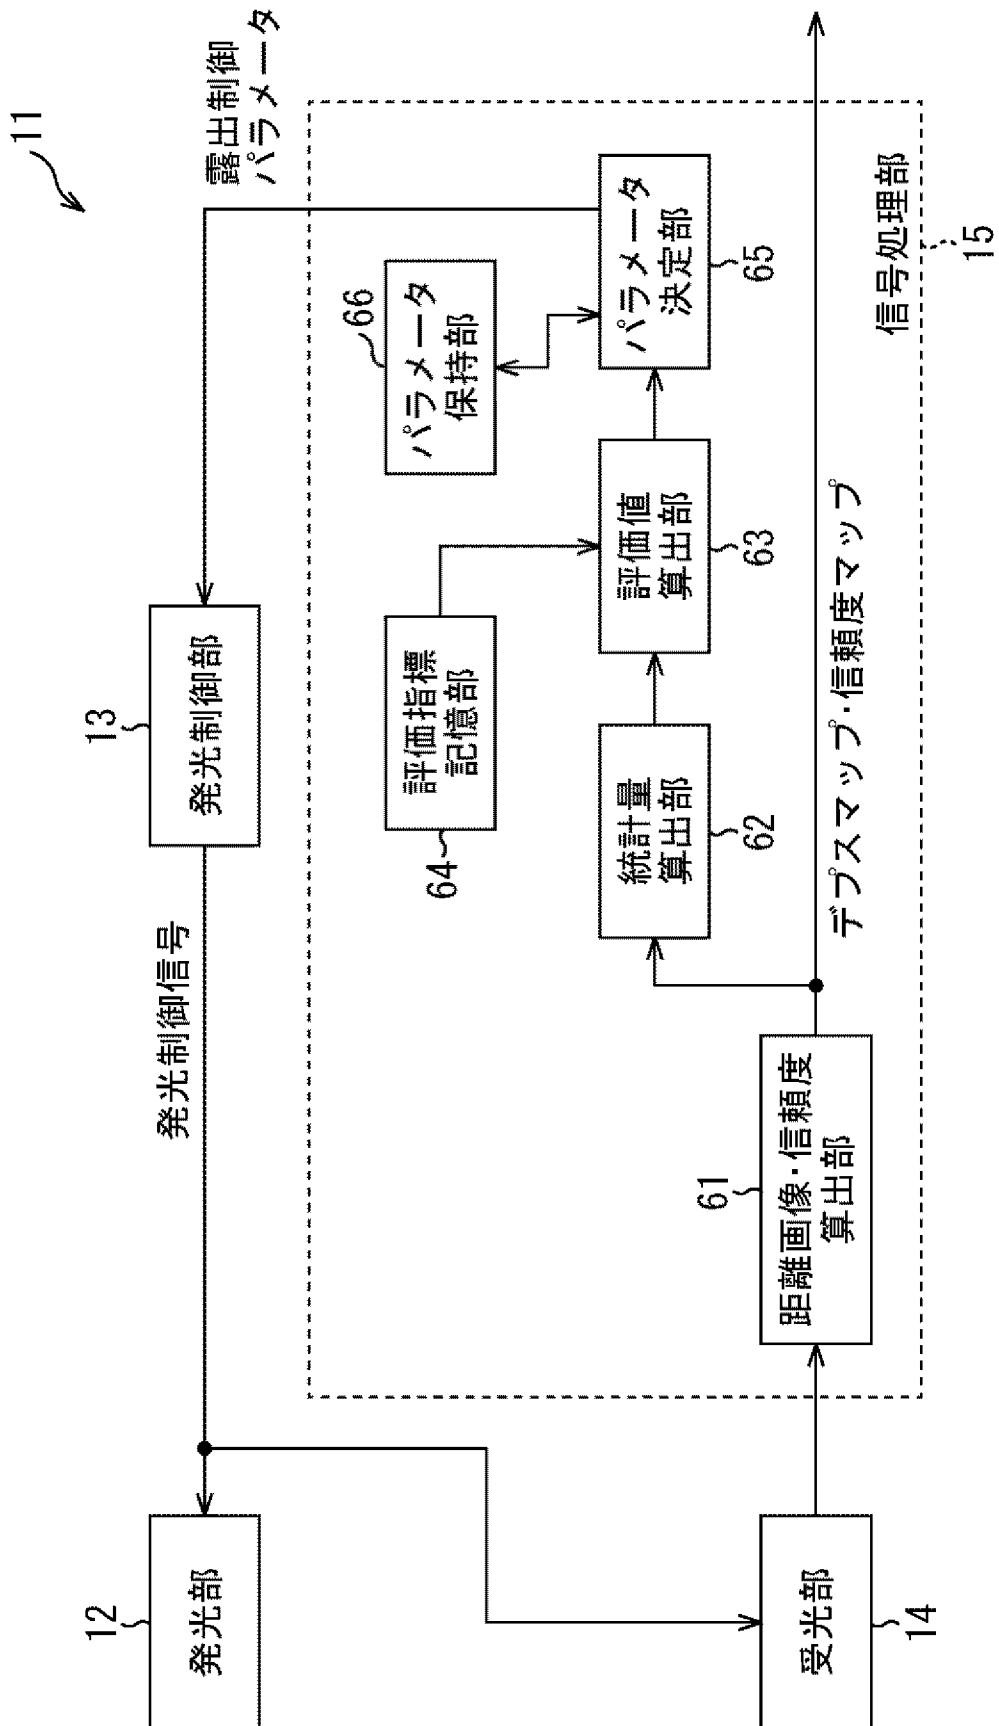 11
12
発光部
発光制御信号
13
発光制御部
露出制御
パラメータ
64
評価指標
記憶部
66
パラメータ
保持部
統計量
算出部
62
評価値
算出部
63
パラメータ
決定部
65
14
受光部
61
距離画像・信頼度
算出部
デプスマップ・信頼度マップ
信号処理部
15